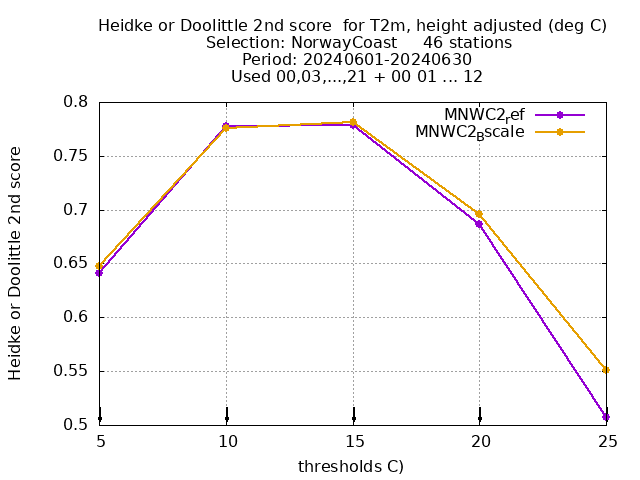 Heidke or Doolittle 2nd score  for T2m, height adjusted (deg C)
Selection: NorwayCoast     46 stations
Period: 20240601-20240630
Used 00,03,...,21 + 00 01 ... 12
MNWC2ref
MNWC2Bscale
0.8
0.75
0.7
0.65
0.6
0.55
0.5
Heidke or Doolittle 2nd score
5 10 15 20 25
thresholds C)